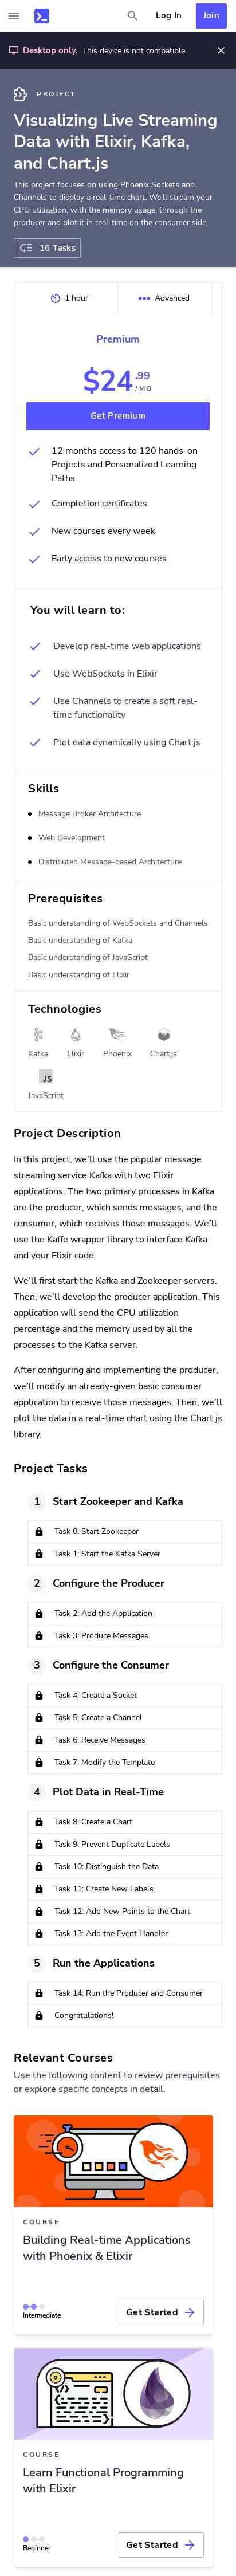 Log In
Join
Desktop only. This device is not compatible.
PROJECT
Visualizing Live Streaming
Data with Elixir, Kafka,
and Chart.js
This project focuses on using Phoenix Sockets and
Channels to display a real-time chart. We'll stream your
CPU utilization, with the memory usage, through the
producer and plot it in real-time on the consumer side.
16 Tasks
1 hour
Advanced
Premium
$24.99
/ MO
Get Premium
12 months access to 120 hands-on
Projects and Personalized Learning
Paths
Completion certificates
New courses every week
Early access to new courses
You will learn to:
Develop real-time web applications
Use WebSockets in Elixir
Use Channels to create a soft real-
time functionality
Plot data dynamically using Chart.js
Skills
Message Broker Architecture
Web Development
Distributed Message-based Architecture
Prerequisites
Basic understanding of WebSockets and Channels
Basic understanding of Kafka
Basic understanding of JavaScript
Basic understanding of Elixir
Technologies
Kafka
Elixir
Phoenix
Chart.js
JS
JavaScript
Project Description
In this project, we’ll use the popular message
streaming service Kafka with two Elixir
applications. The two primary processes in Kafka
are the producer, which sends messages, and the
consumer, which receives those messages. We’ll
use the Kaffe wrapper library to interface Kafka
and your Elixir code.
We’ll first start the Kafka and Zookeeper servers.
Then, we’ll develop the producer application. This
application will send the CPU utilization
percentage and the memory used by all the
processes to the Kafka server.
After configuring and implementing the producer,
we’ll modify an already-given basic consumer
application to receive those messages. Then, we’ll
plot the data in a real-time chart using the Chart.js
library.
Project Tasks
1
Start Zookeeper and Kafka
Task 0: Start Zookeeper
Task 1: Start the Kafka Server
2
Configure the Producer
Task 2: Add the Application
Task 3: Produce Messages
3
Configure the Consumer
Task 4: Create a Socket
Task 5: Create a Channel
Task 6: Receive Messages
Task 7: Modify the Template
4
Plot Data in Real-Time
Task 8: Create a Chart
Task 9: Prevent Duplicate Labels
Task 10: Distinguish the Data
Task 11: Create New Labels
Task 12: Add New Points to the Chart
Task 13: Add the Event Handler
5
Run the Applications
Task 14: Run the Producer and Consumer
Congratulations!
Relevant Courses
Use the following content to review prerequisites
or explore specific concepts in detail.
COURSE
Building Real-time Applications
with Phoenix & Elixir
Intermediate
Get Started
COURSE
Learn Functional Programming
with Elixir
Beginner
Get Started